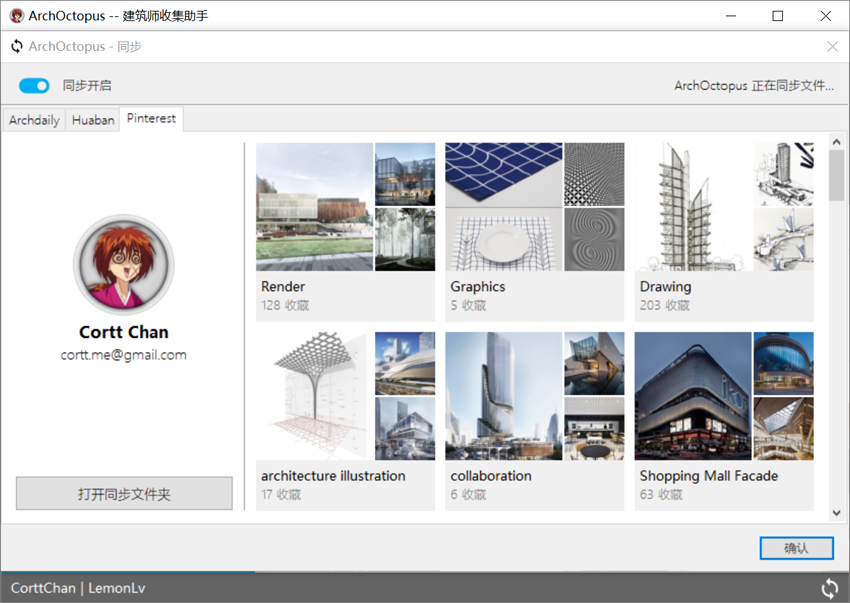 ArchOctopus -- 建筑师收集助手
ArchOctopus - 同步
同步开启
ArchOctopus 正在同步文件...
Archdaily
Huaban
Pinterest
Cortt Chan
cortt.me@gmail.com
打开同步文件夹
Render
128 收藏
Graphics
5 收藏
Drawing
203 收藏
architecture illustration
17 收藏
collaboration
6 收藏
Shopping Mall Facade
63 收藏
确认
CorttChan | LemonLv